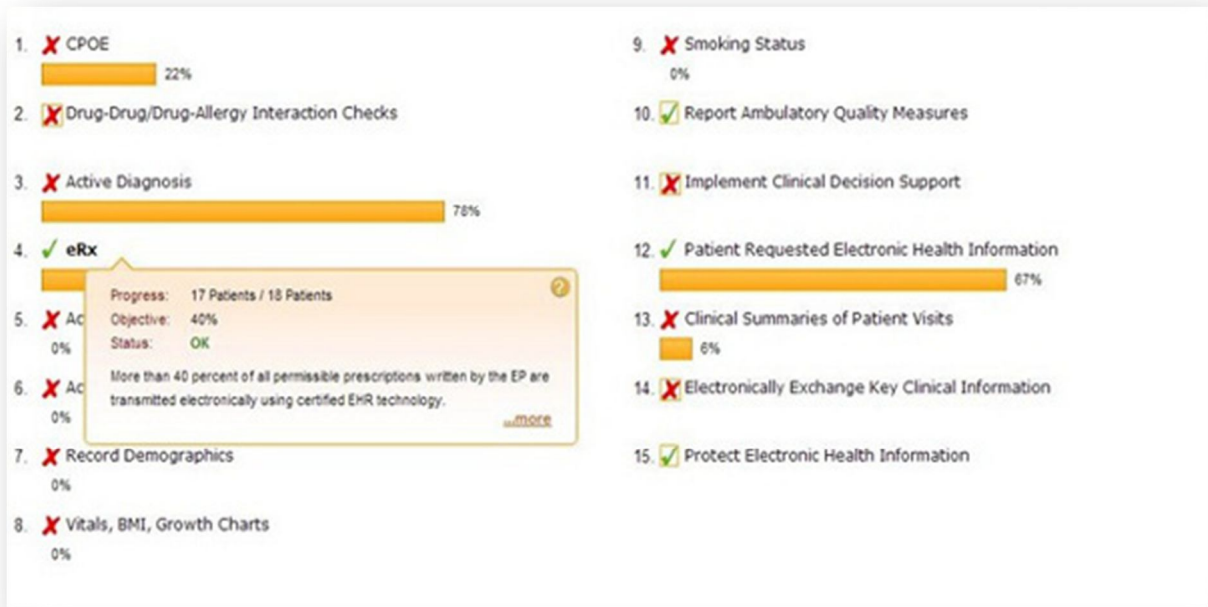 1. CPOE
22%
2. Drug-Drug/Drug-Allergy Interaction Checks
3. Active Diagnosis
78%
4. eRx
Progress: 17 Patients / 18 Patients
Objective: 40%
Status: OK
More than 40 percent of all permissible prescriptions written by the EP are
transmitted electronically using certified EHR technology.
...more
?
5. Ac
0%
6. Ac
0%
7. Record Demographics
0%
8. Vitals, BMI, Growth Charts
0%
9. Smoking Status
0%
10. Report Ambulatory Quality Measures
11. Implement Clinical Decision Support
12. Patient Requested Electronic Health Information
67%
13. Clinical Summaries of Patient Visits
6%
14. Electronically Exchange Key Clinical Information
15. Protect Electronic Health Information